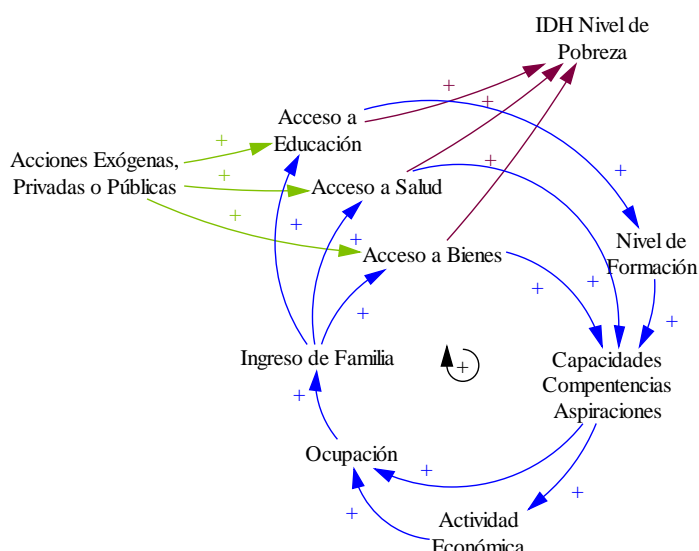 IDH Nivel de
Pobreza
+
+
Acceso a
Educación
+
+
+
+
Acciones Exógenas,
Privadas o Públicas
+
Acceso a Salud
+
+
+
Nivel de
Formación
Acceso a Bienes
+
+
+
+
Ingreso de Familia
+
Capacidades
Compentencias
Aspiraciones
+
Ocupación
+
+
+
Actividad
Económica